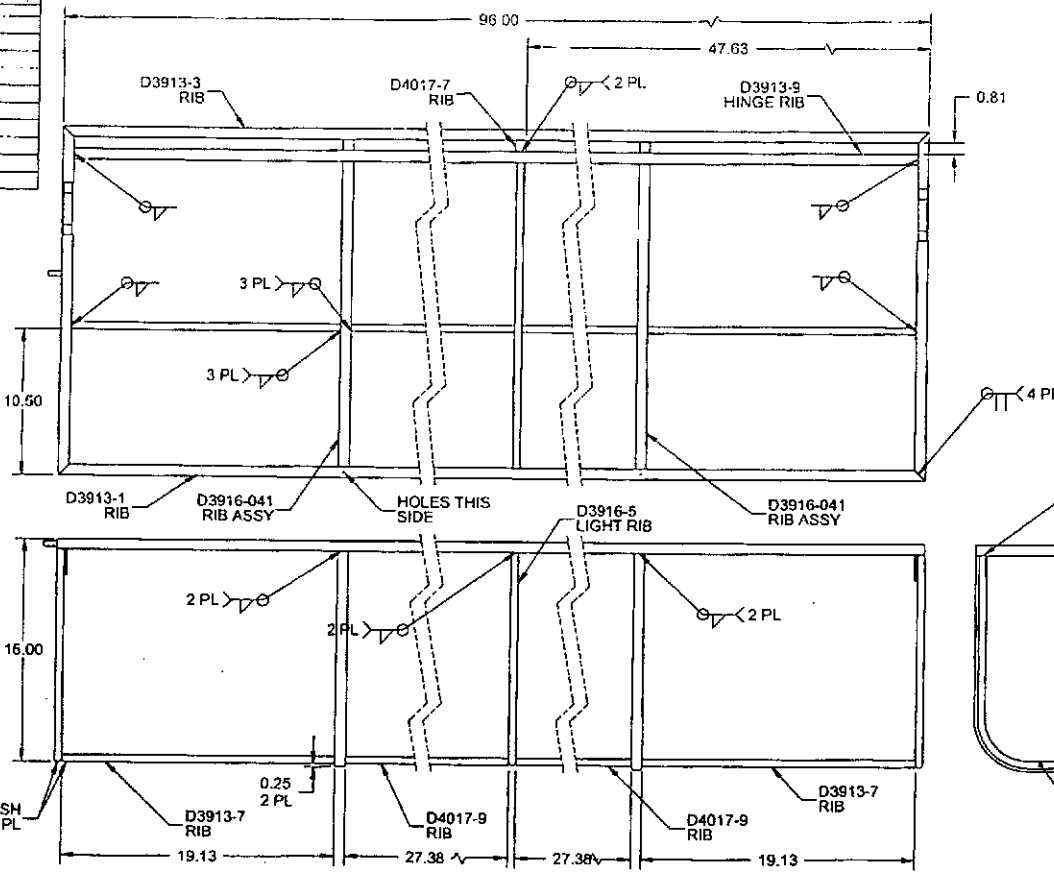 96.00
47.63
D3913-3
RIB
D4017-7
RIB
2 PL
D3913-9
HINGE RIB
0.81
3 PL
3 PL
10.50
4 PL
D3913-1
RIB
D3916-041
RIB ASSY
HOLES THIS
SIDE
D3916-5
LIGHT RIB
D3916-041
RIB ASSY
2 PL
2 PL
2 PL
16.00
0.25
2 PL
SH
PL
D3913-7
RIB
D4017-9
RIB
D4017-9
RIB
D3913-7
RIB
19.13
27.38
27.38
19.13